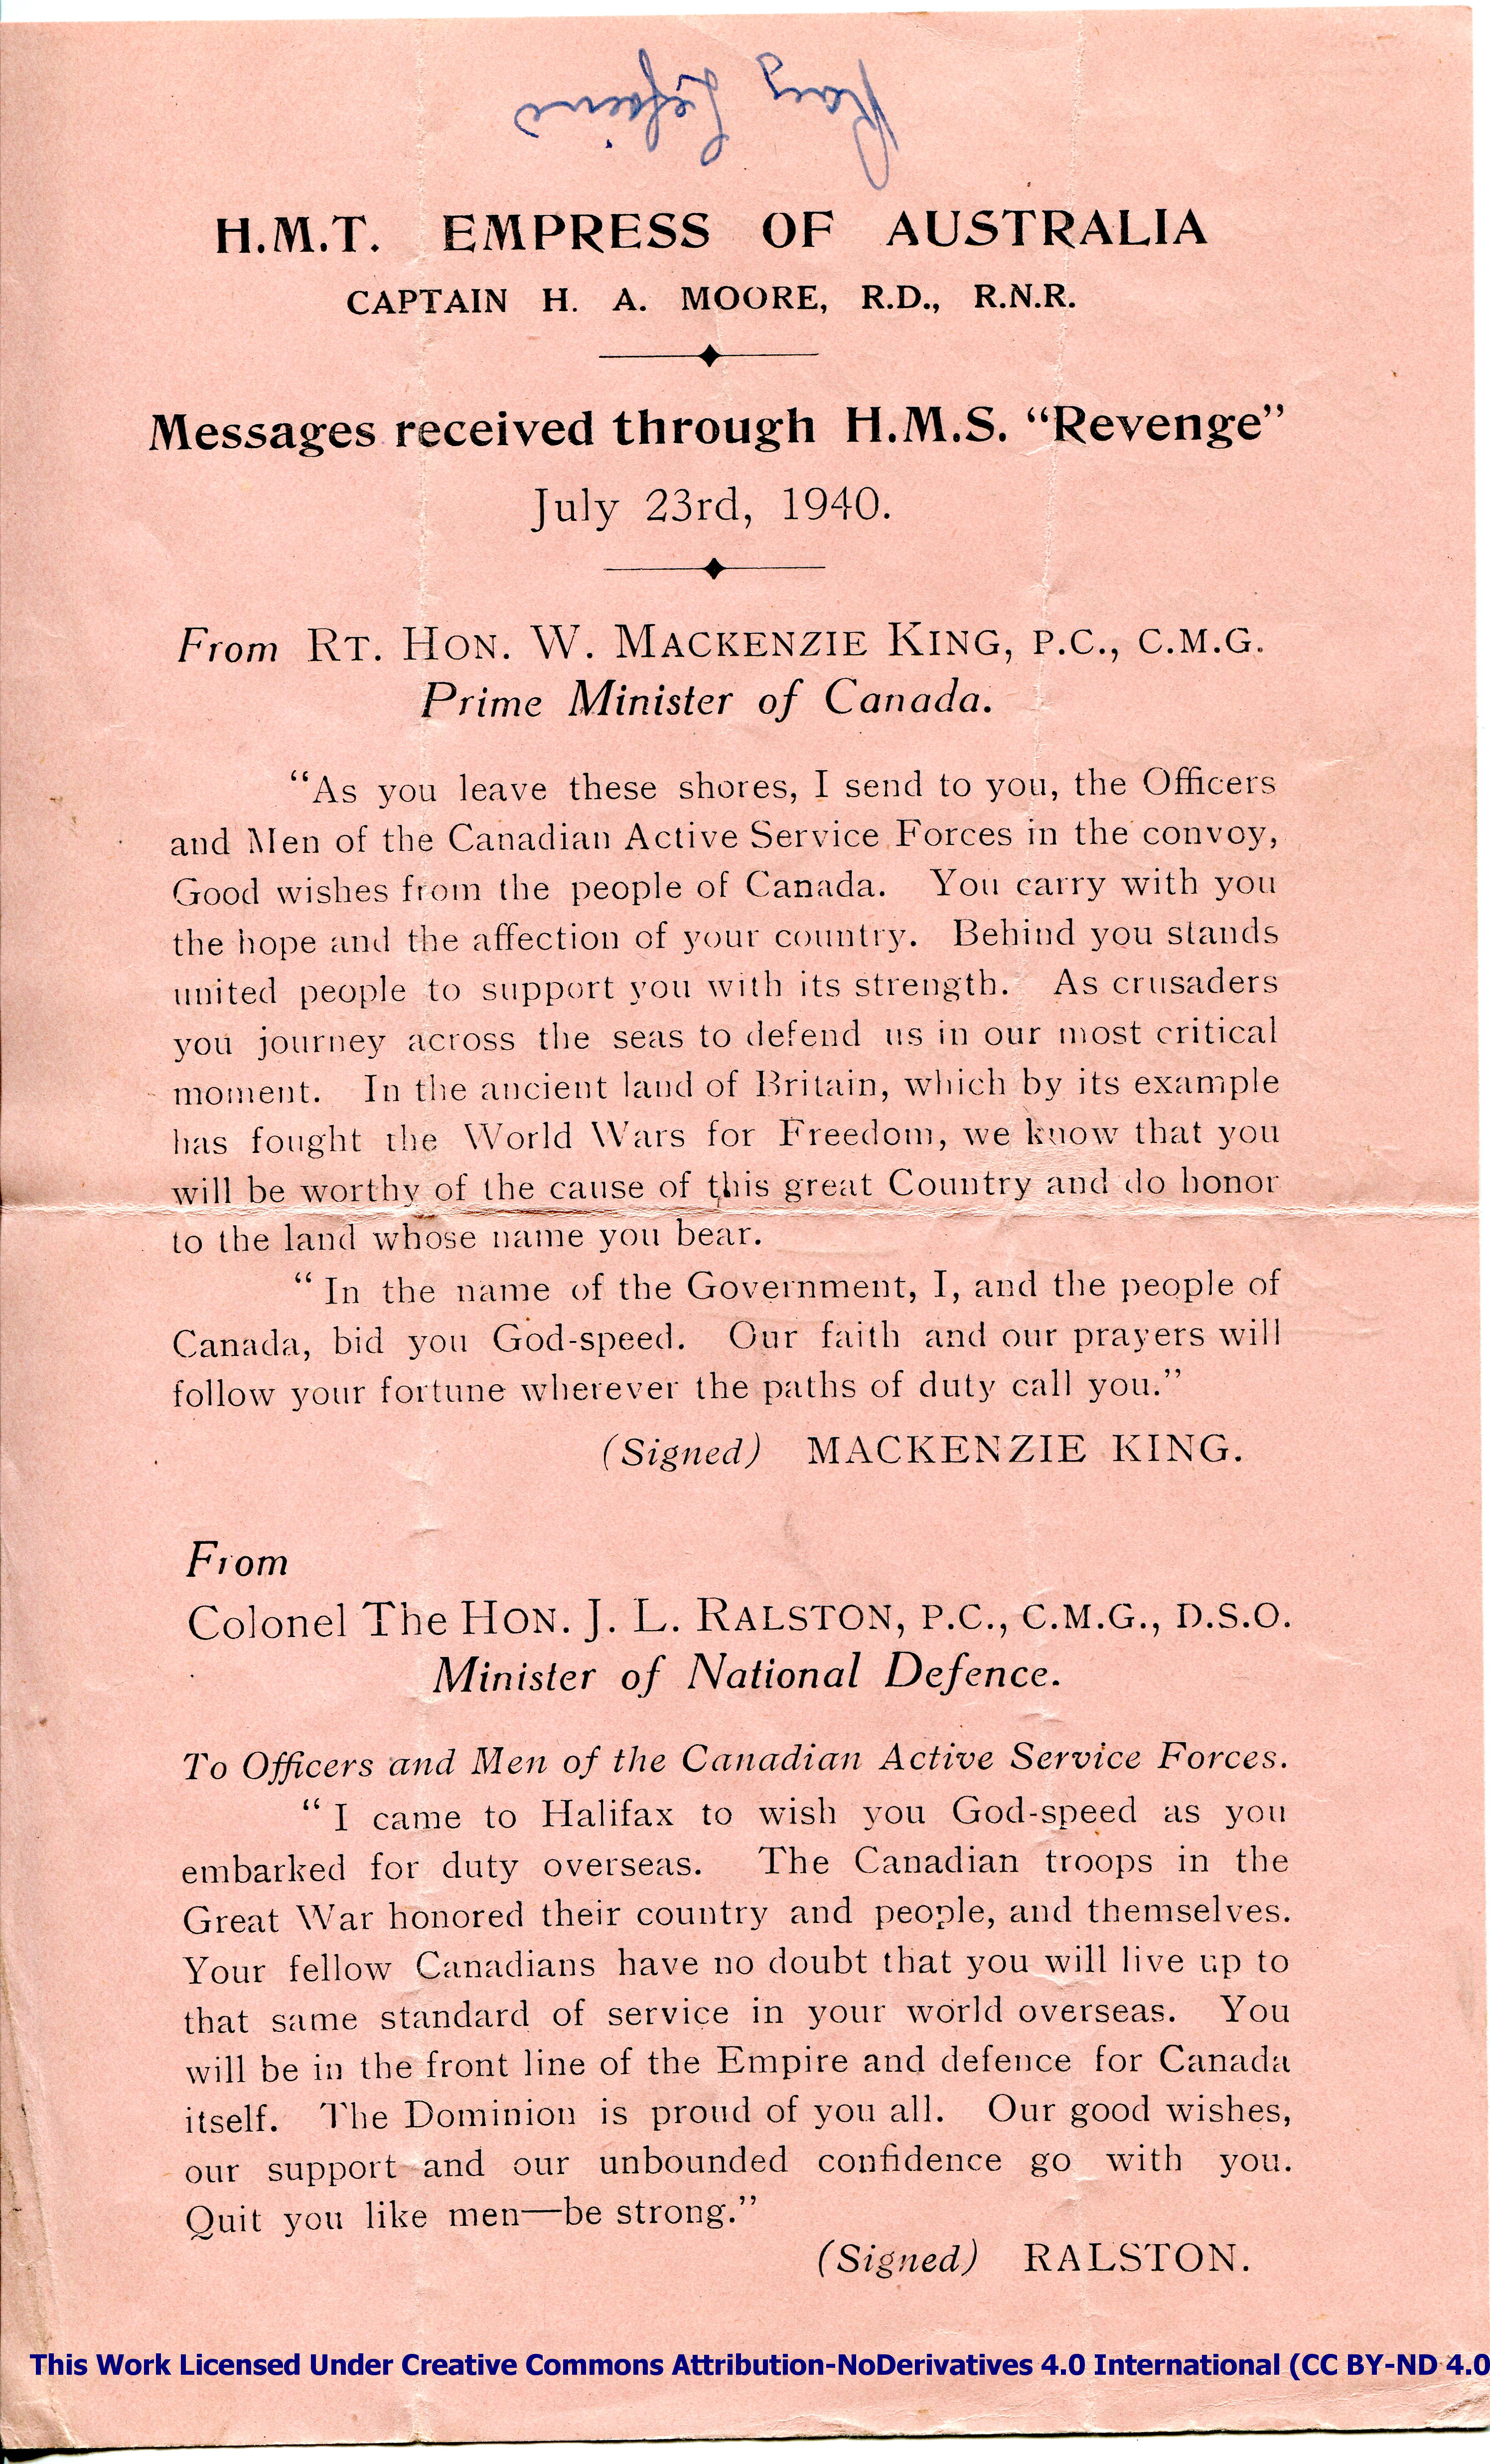 H.M.T. EMPRESS OF AUSTRALIA
CAPTAIN H. A. MOORE, R.D., R.N.R.
Messages received through H.M.S. “Revenge”
July 23rd, 1940.
From RT. HON. W. MACKENZIE KING, P.C., C.M.G.
Prime Minister of Canada.
“As you leave these shores, I send to you, the Officers
and Men of the Canadian Active Service Forces in the convoy,
Good wishes from the people of Canada. You carry with you
the hope and the affection of your country. Behind you stands
united people to support you with its strength. As crusaders
you journey across the seas to defend us in our most critical
moment. In the ancient land of Britain, which by its example
has fought the World Wars for Freedom, we know that you
will be worthy of the cause of this great Country and do honor
to the land whose name you bear.
“ In the name of the Government, I, and the people of
Canada, bid you God-speed. Our faith and our prayers will
follow your fortune wherever the paths of duty call you.”
(Signed) MACKENZIE KING.
From
Colonel The HON. J. L. RALSTON, P.C., C.M.G., D.S.O.
Minister of National Defence.
To Officers and Men of the Canadian Active Service Forces.
“ I came to Halifax to wish you God-speed as you
embarked for duty overseas. The Canadian troops in the
Great War honored their country and people, and themselves.
Your fellow Canadians have no doubt that you will live up to
that same standard of service in your world overseas. You
will be in the front line of the Empire and defence for Canada
itself. The Dominion is proud of you all. Our good wishes,
our support and our unbounded confidence go with you.
Quit you like men—be strong.”
(Signed) RALSTON.
This Work Licensed Under Creative Commons Attribution-NoDerivatives 4.0 International (CC BY-ND 4.0